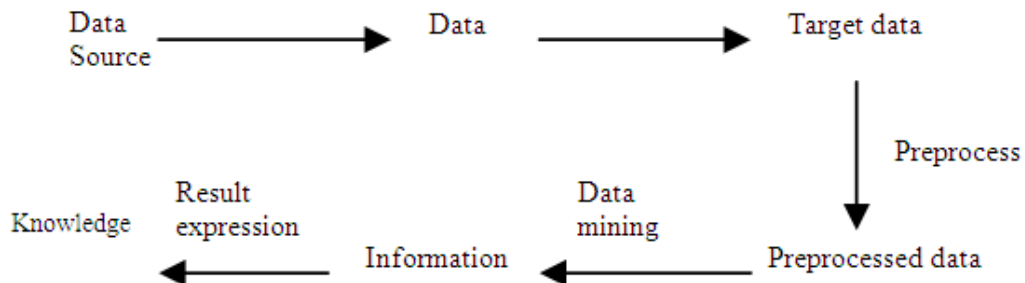 Data
Source
Data
Target data
Preprocess
Preprocessed data
Data
mining
Information
Result
expression
Knowledge